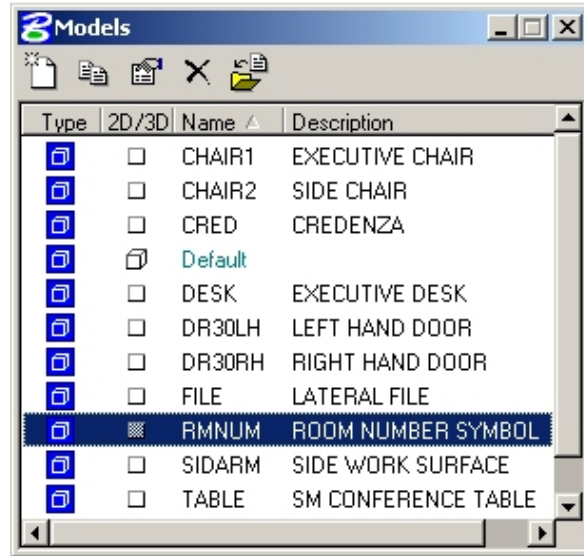 Models
Type 2D/3D Name Description
CHAIR1 EXECUTIVE CHAIR
CHAIR2 SIDE CHAIR
CRED CREDENZA
Default
DESK EXECUTIVE DESK
DR30LH LEFT HAND DOOR
DR30RH RIGHT HAND DOOR
FILE LATERAL FILE
RMNUM ROOM NUMBER SYMBOL
SIDARM SIDE WORK SURFACE
TABLE SM CONFERENCE TABLE